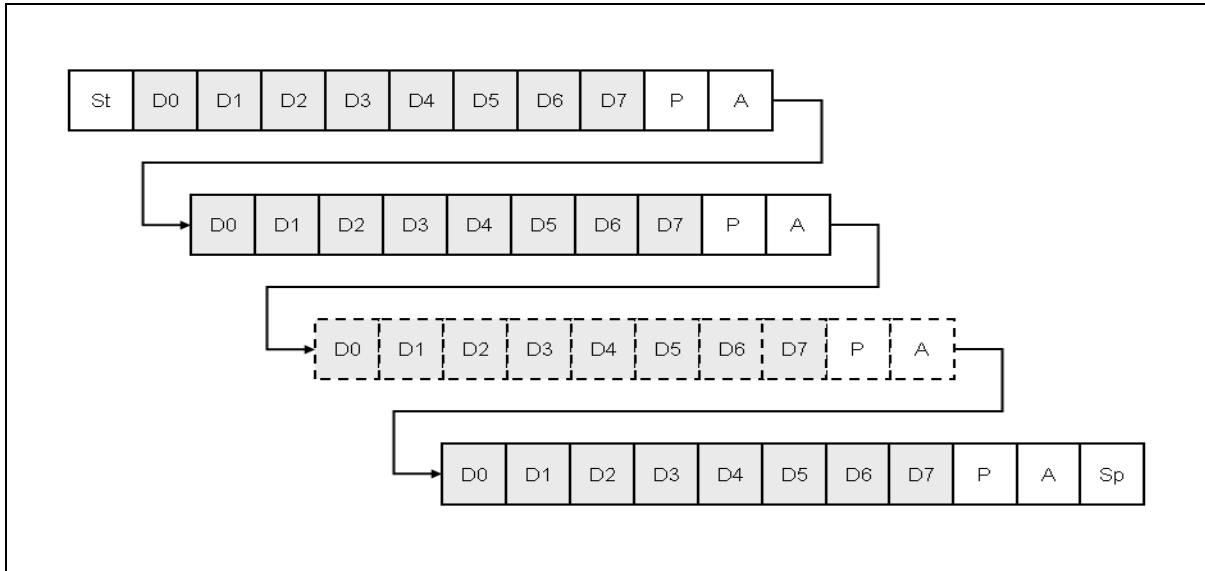 St D0 D1 D2 D3 D4 D5 D6 D7 P A
D0 D1 D2 D3 D4 D5 D6 D7 P A
D0 D1 D2 D3 D4 D5 D6 D7 P A
D0 D1 D2 D3 D4 D5 D6 D7 P A Sp